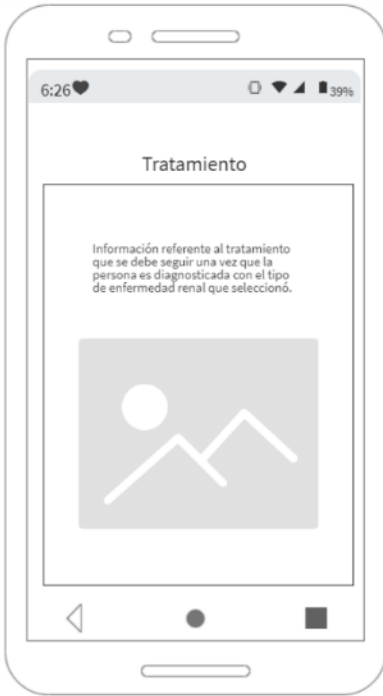 6:26
39%
Tratamiento
Información referente al tratamiento
que se debe seguir una vez que la
persona es diagnosticada con el tipo
de enfermedad renal que seleccionó.